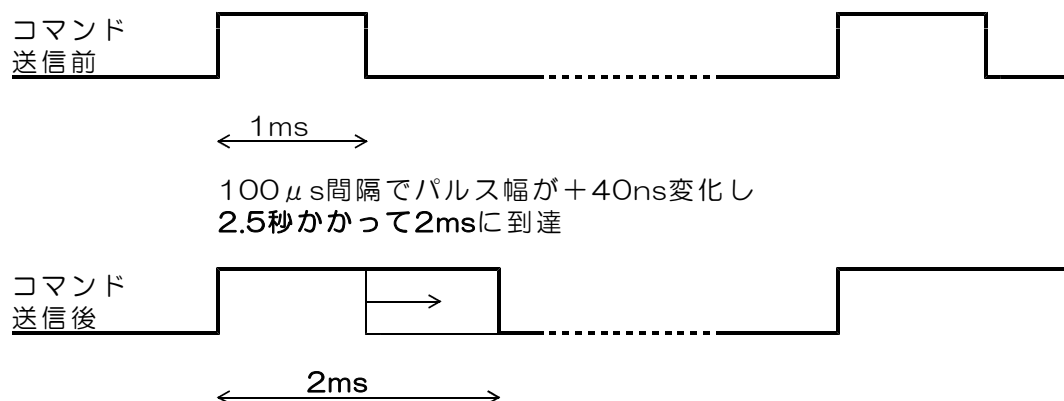 コマンド
送信前
1ms
100μs間隔でパルス幅が＋40ns変化し
2.5秒かかって2msに到達
コマンド
送信後
2ms